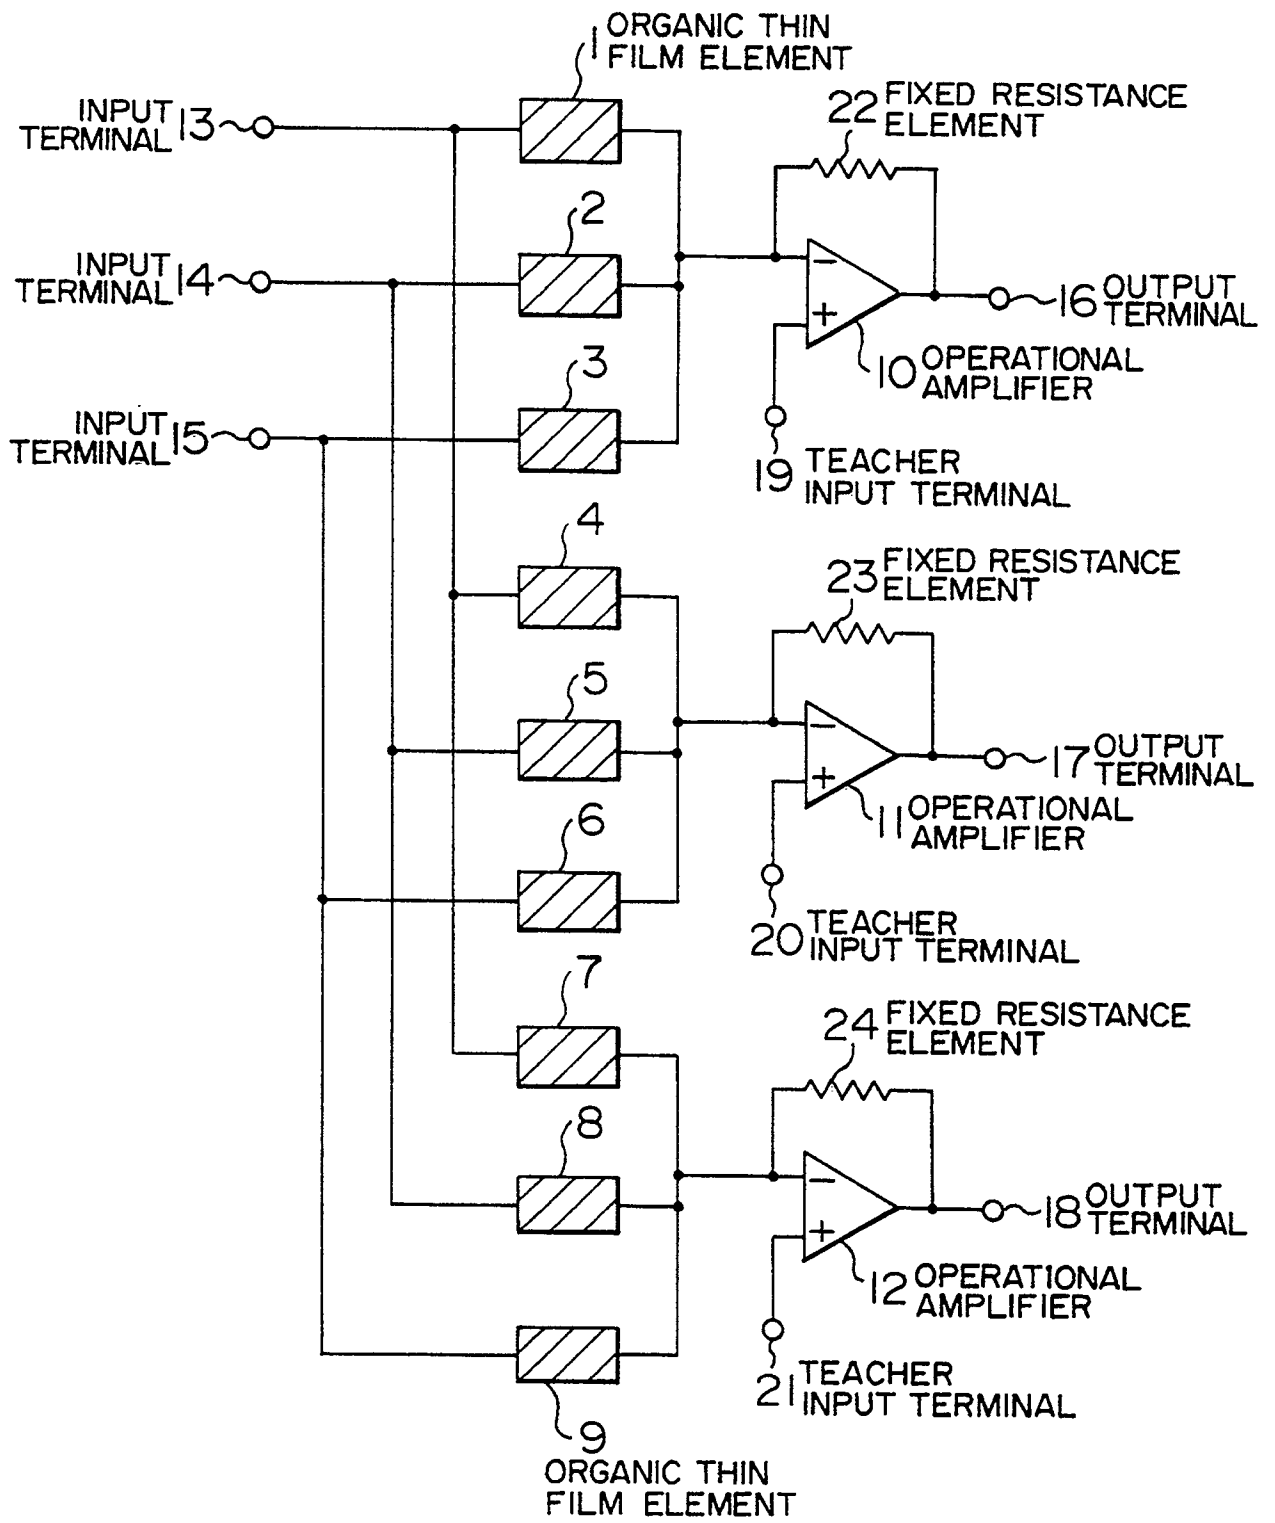 1 ORGANIC THIN
FILM ELEMENT
INPUT
TERMINAL 13
22 FIXED RESISTANCE
ELEMENT
2
INPUT
TERMINAL 14
−
+
16 OUTPUT
TERMINAL
10 OPERATIONAL
AMPLIFIER
3
INPUT
TERMINAL 15
19 TEACHER
INPUT TERMINAL
4
23 FIXED RESISTANCE
ELEMENT
5
−
+
17 OUTPUT
TERMINAL
11 OPERATIONAL
AMPLIFIER
6
20 TEACHER
INPUT TERMINAL
7
24 FIXED RESISTANCE
ELEMENT
8
−
+
18 OUTPUT
TERMINAL
12 OPERATIONAL
AMPLIFIER
21 TEACHER
INPUT TERMINAL
9
ORGANIC THIN
FILM ELEMENT